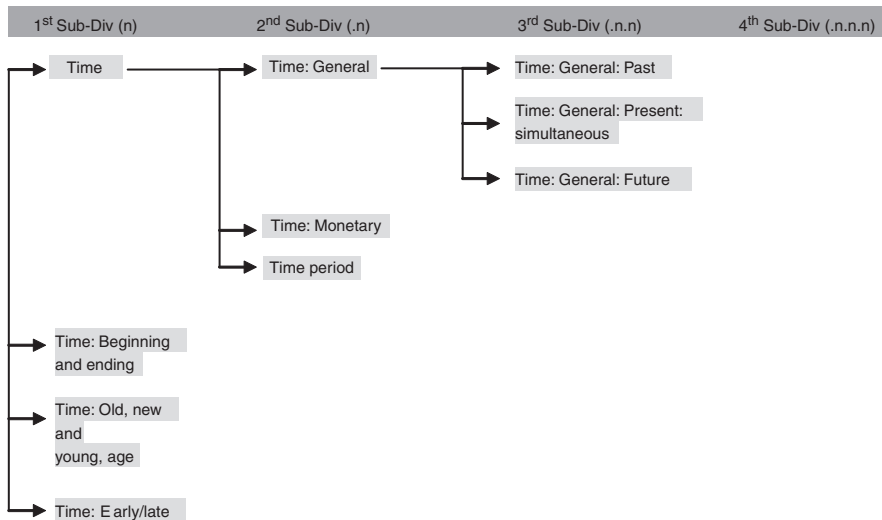 1st Sub-Div (n) 2nd Sub-Div (.n) 3rd Sub-Div (.n.n) 4th Sub-Div (.n.n.n)
Time Time: General Time: General: Past
Time: General: Present:
simultaneous
Time: General: Future
Time: Monetary
Time period
Time: Beginning
and ending
Time: Old, new
and
young, age
Time: E arly/late